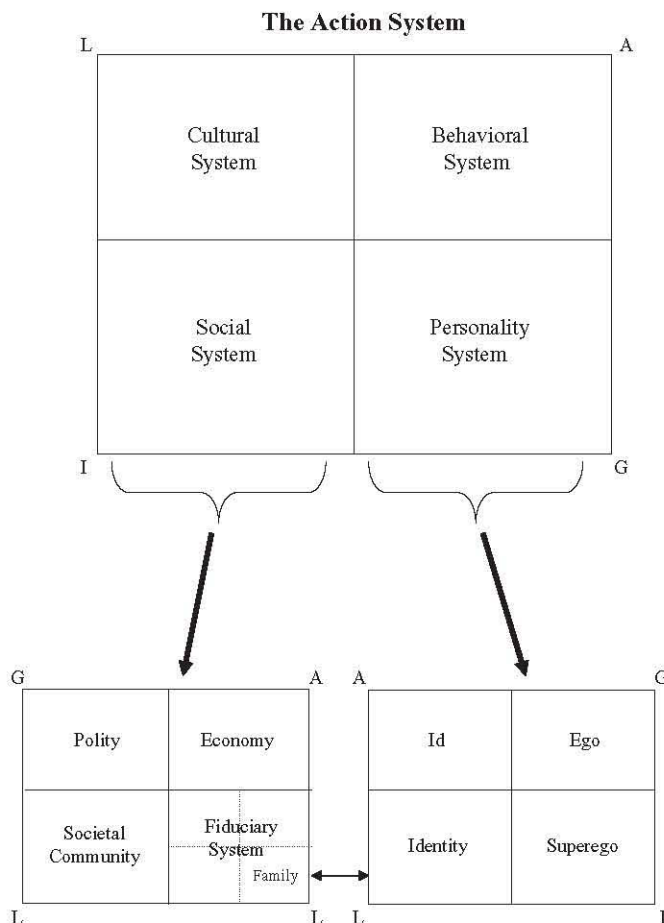 The Action System
L A
Cultural
System
Behavioral
System
Social
System
Personality
System
I G
G A
Polity
Economy
Societal
Community
Fiduciary
System
Family
L L
A G
Id
Ego
Identity
Superego
L I